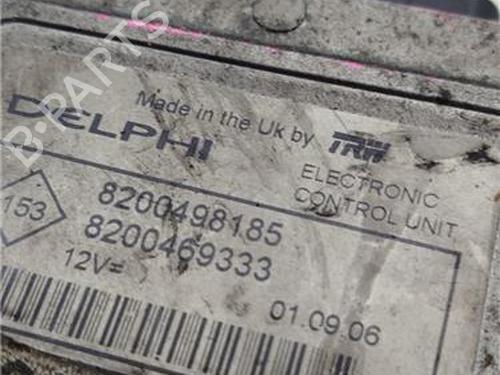 B-PARTS
DELPHI
Made in the Uk by TRW
ELECTRONIC
CONTROL UNIT
153
8200498185
8200469333
12V=
01.09.06